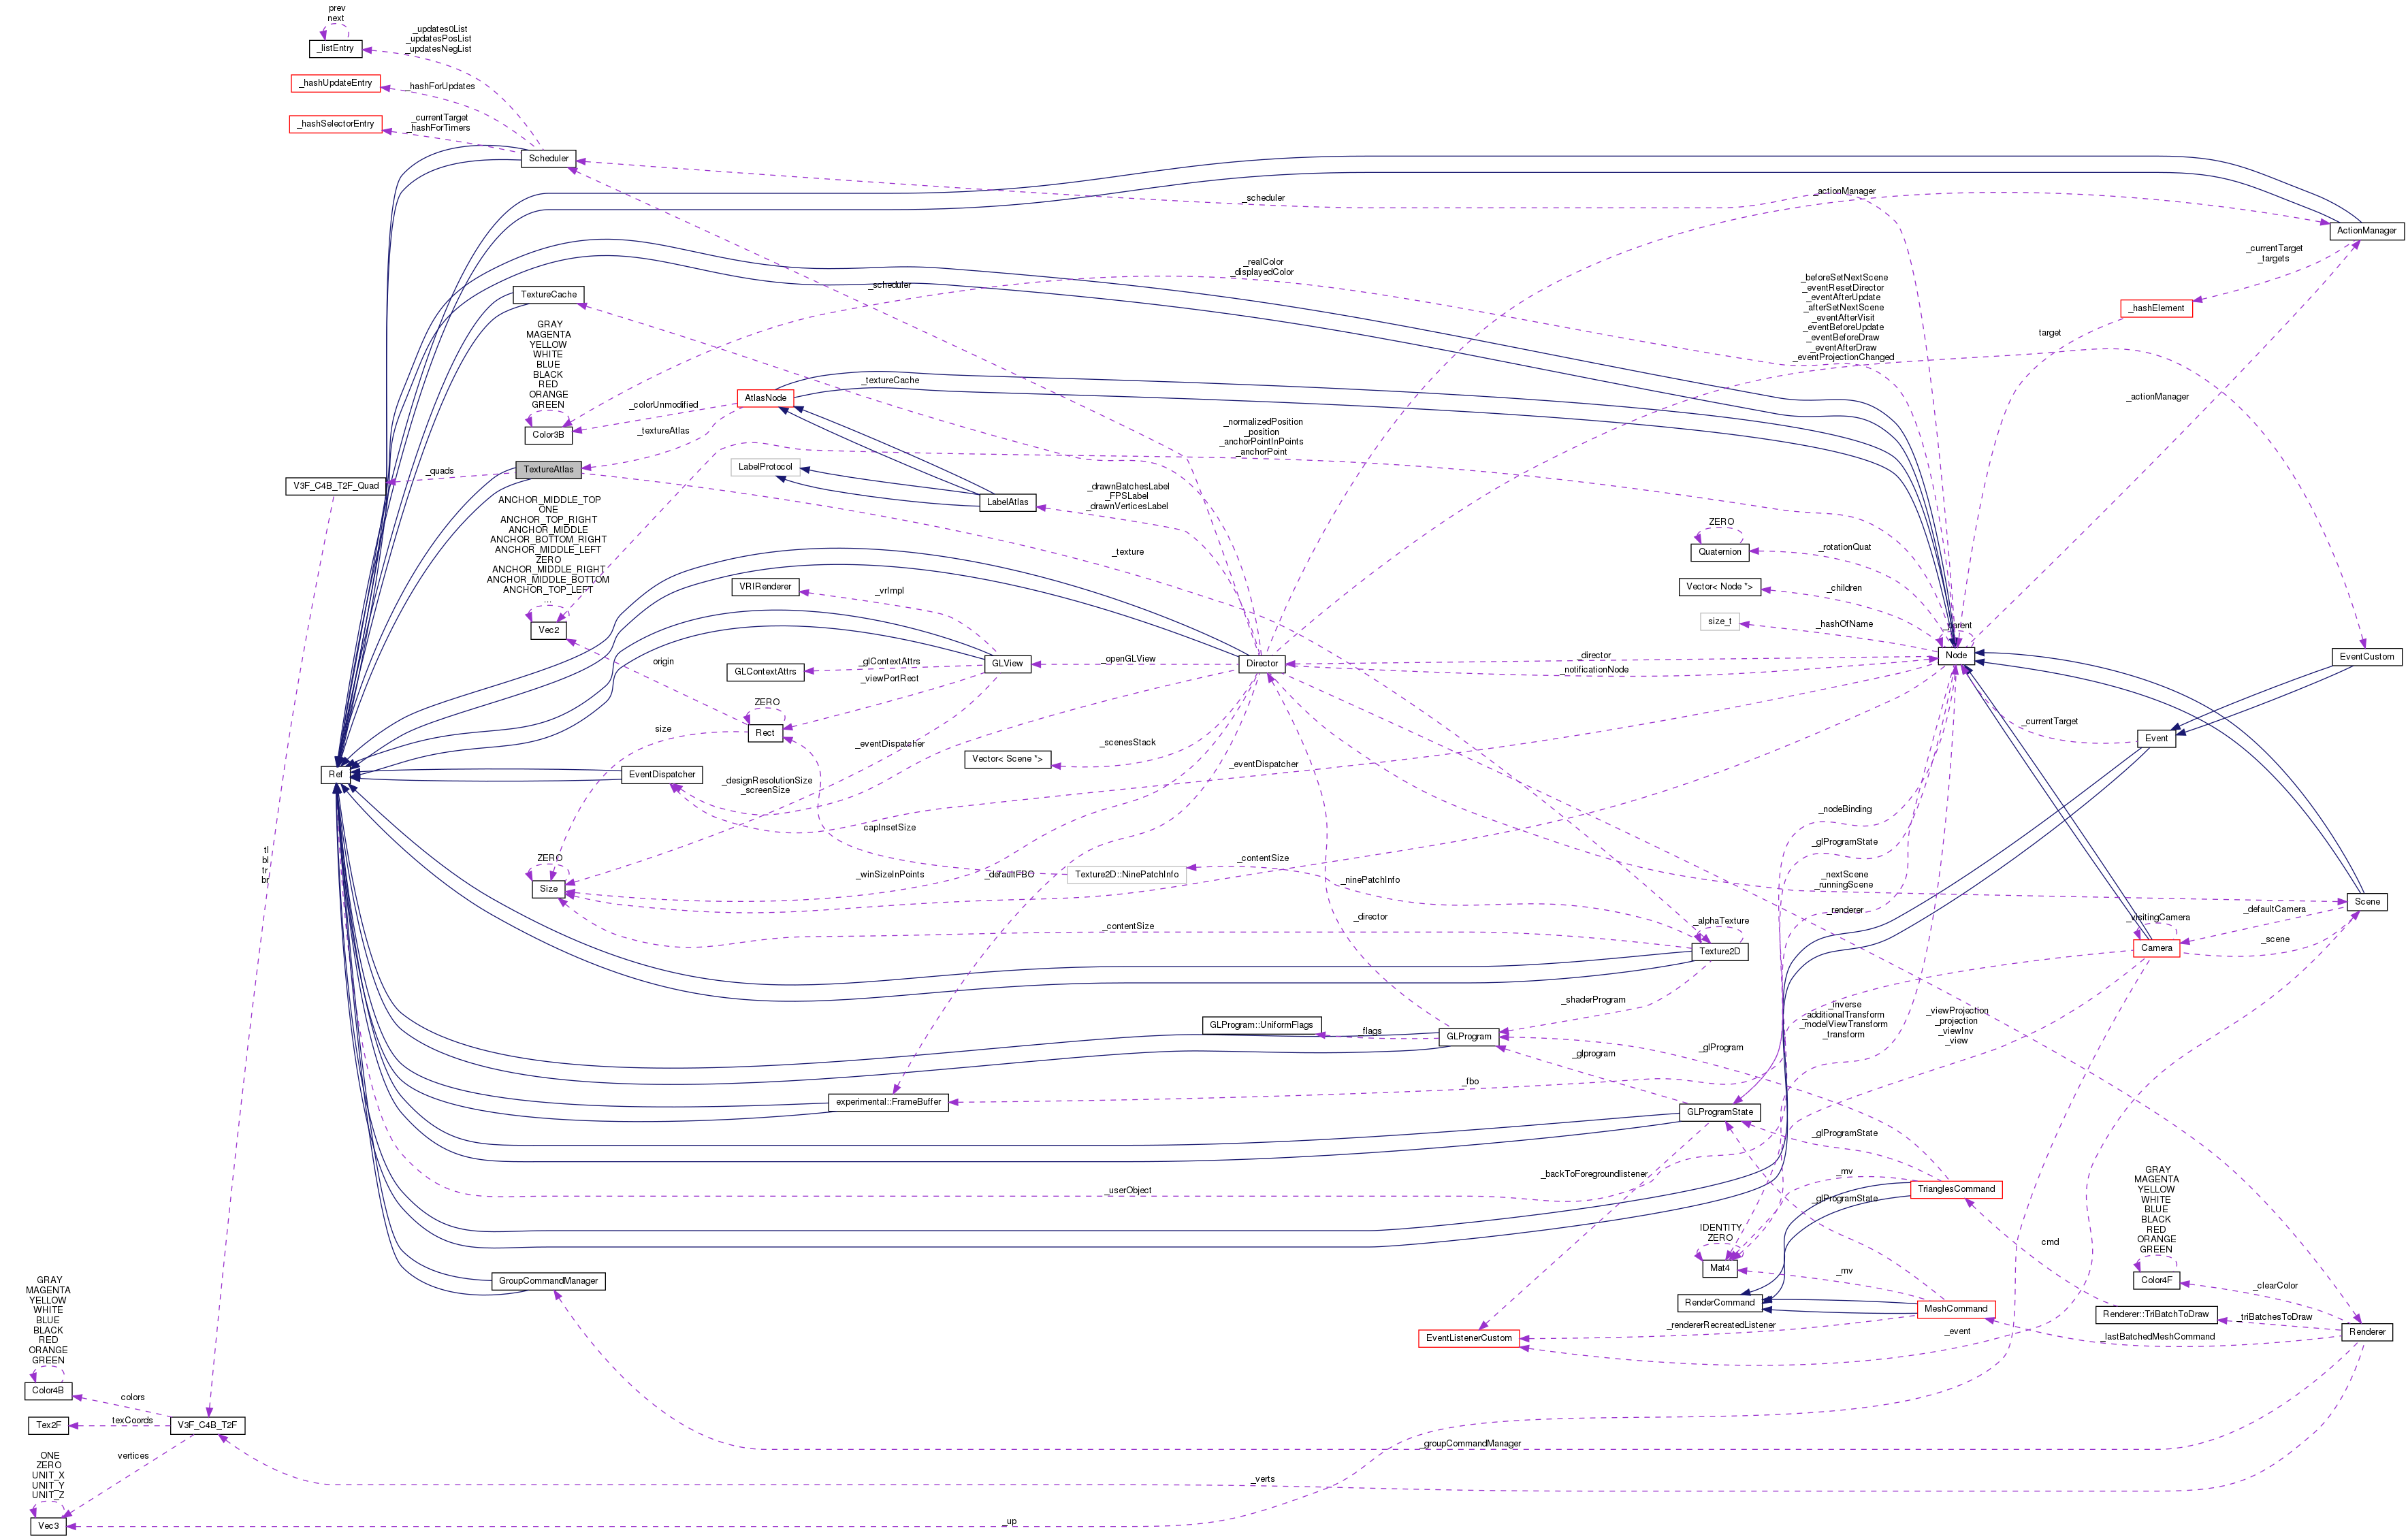 prev
next
_listEntry
_updates0List
_updatesPosList
_updatesNegList
_hashUpdateEntry
_hashForUpdates
_hashSelectorEntry
_currentTarget
_hashForTimers
Scheduler
_scheduler
_actionManager
ActionManager
_currentTarget
_targets
_realColor
_displayedColor
_scheduler
TextureCache
_beforeSetNextScene
_eventResetDirector
_eventAfterUpdate
_afterSetNextScene
_eventAfterVisit
_eventBeforeUpdate
_eventBeforeDraw
_eventAfterDraw
_eventProjectionChanged
_hashElement
target
GRAY
MAGENTA
YELLOW
WHITE
BLUE
BLACK
RED
ORANGE
GREEN
Color3B
_textureCache
AtlasNode
_colorUnmodified
_textureAtlas
_actionManager
_normalizedPosition
_position
_anchorPointInPoints
_anchorPoint
TextureAtlas
_quads
V3F_C4B_T2F_Quad
LabelProtocol
LabelAtlas
_drawnBatchesLabel
_FPSLabel
_drawnVerticesLabel
ANCHOR_MIDDLE_TOP
ONE
ANCHOR_TOP_RIGHT
ANCHOR_MIDDLE
ANCHOR_BOTTOM_RIGHT
ANCHOR_MIDDLE_LEFT
ZERO
ANCHOR_MIDDLE_RIGHT
ANCHOR_MIDDLE_BOTTOM
ANCHOR_TOP_LEFT
...
Vec2
_texture
ZERO
Quaternion
_rotationQuat
VRIRenderer
_vrImpl
Vector< Node *>
_children
size_t
_hashOfName
parent
origin
GLContextAttrs
_glContextAttrs
_viewPortRect
GLView
_openGLView
Director
_director
_notificationNode
Node
EventCustom
ZERO
Rect
size
_currentTarget
Event
_eventDispatcher
_scenesStack
Vector< Scene *>
_eventDispatcher
Ref
EventDispatcher
_designResolutionSize
_screenSize
_nodeBinding
capInsetSize
_glProgramState
tl
bl
tr
br
ZERO
Size
_contentSize
_winSizeInPoints
_defaultFBO
Texture2D::NinePatchInfo
_ninePatchInfo
_nextScene
_runningScene
Scene
_renderer
_defaultCamera
_director
_alphaTexture
_visitingCamera
_contentSize
_scene
Texture2D
Camera
_shaderProgram
_inverse
_additionalTransform
_modelViewTransform
_transform
_viewProjection
_projection
_viewInv
_view
GLProgram::UniformFlags
flags
GLProgram
_glprogram
_glProgram
_fbo
experimental::FrameBuffer
GLProgramState
_glProgramState
_backToForegroundlistener
_mv
_userObject
_glProgramState
TrianglesCommand
GRAY
MAGENTA
YELLOW
WHITE
BLUE
BLACK
RED
ORANGE
GREEN
Color4F
IDENTITY
ZERO
Mat4
cmd
_mv
_clearColor
GroupCommandManager
RenderCommand
MeshCommand
Renderer::TriBatchToDraw
_triBatchesToDraw
_rendererRecreatedListener
EventListenerCustom
_event
_lastBatchedMeshCommand
Renderer
GRAY
MAGENTA
YELLOW
WHITE
BLUE
BLACK
RED
ORANGE
GREEN
Color4B
colors
Tex2F
texCoords
V3F_C4B_T2F
_groupCommandManager
vertices
ONE
ZERO
UNIT_X
UNIT_Y
UNIT_Z
_verts
Vec3
_up